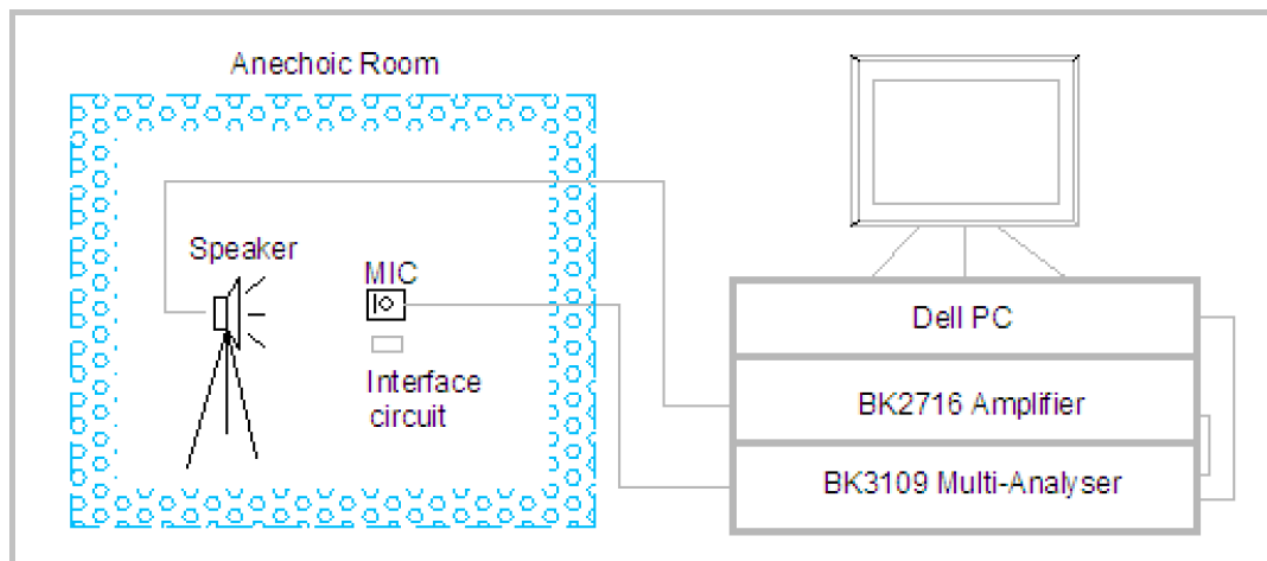 Anechoic Room
Speaker
MIC
Interface
circuit
Dell PC
BK2716 Amplifier
BK3109 Multi-Analyser